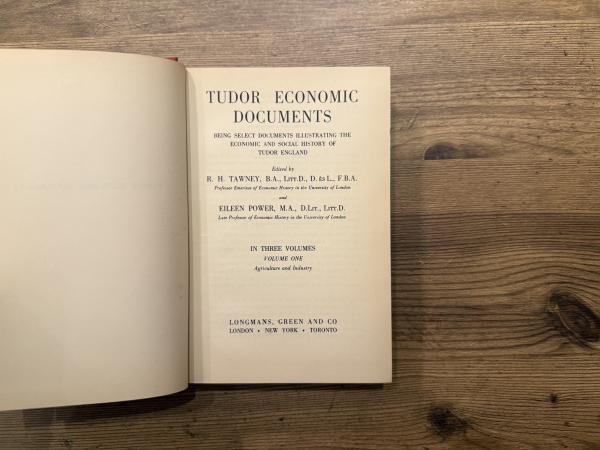 TUDOR ECONOMIC
DOCUMENTS
BEING SELECT DOCUMENTS ILLUSTRATING THE
ECONOMIC AND SOCIAL HISTORY OF
TUDOR ENGLAND
Edited by
R. H. TAWNEY, B.A., LITT.D., D. ès L., F.B.A.
Professor Emeritus of Economic History in the University of London
and
EILEEN POWER, M.A., D.LIT., LITT.D.
Late Professor of Economic History in the University of London
IN THREE VOLUMES
VOLUME ONE
Agriculture and Industry
LONGMANS, GREEN AND CO
LONDON • NEW YORK • TORONTO